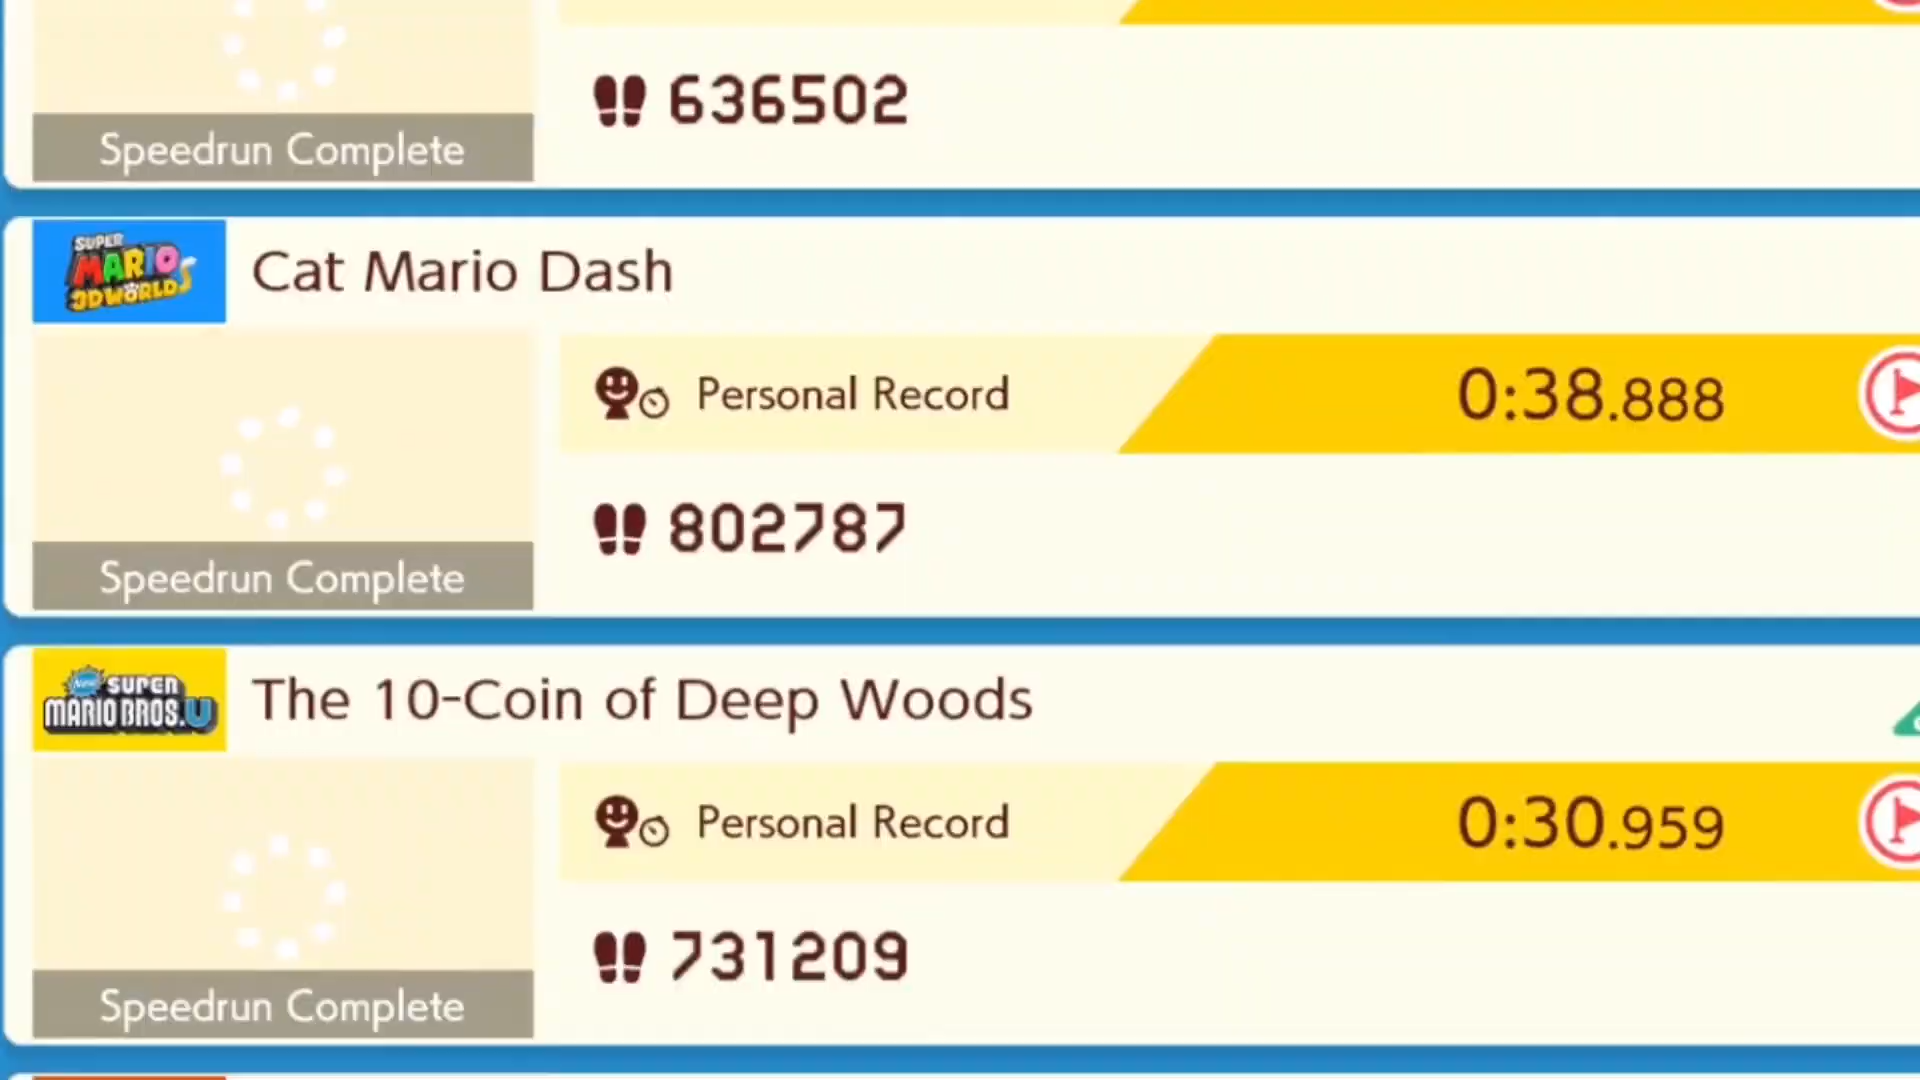 636502
Speedrun Complete
SUPER
MARIO
3D WORLD
Cat Mario Dash
Personal Record
0:38.888
802787
Speedrun Complete
New SUPER
MARIO BROS. U
The 10-Coin of Deep Woods
Personal Record
0:30.959
731209
Speedrun Complete